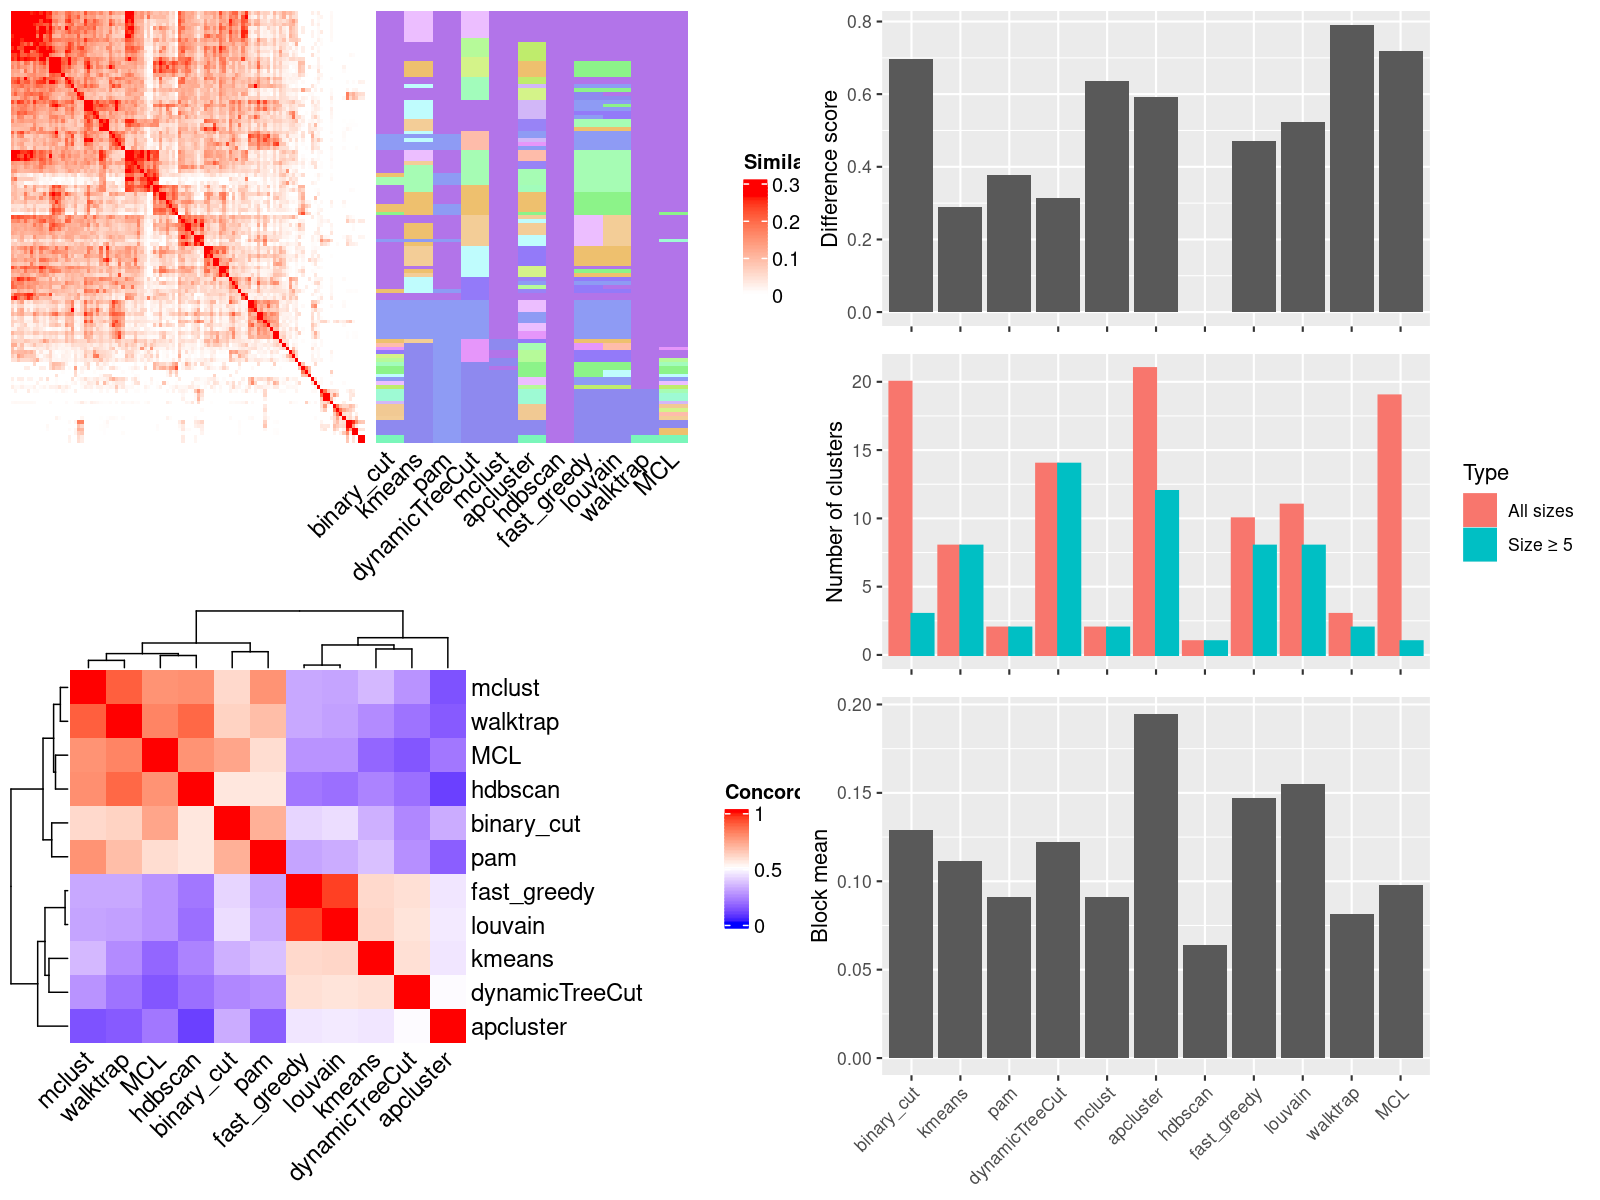 Simila
0.3
0.2
0.1
0
binary_cut
kmeans
pam
dynamicTreeCut
mclust
apcluster
hdbscan
fast_greedy
louvain
walktrap
MCL
mclust
walktrap
MCL
hdbscan
binary_cut
pam
fast_greedy
louvain
kmeans
dynamicTreeCut
apcluster
mclust
walktrap
MCL
hdbscan
binary_cut
pam
fast_greedy
louvain
kmeans
dynamicTreeCut
apcluster
Concord
1
0.5
0
Difference score
0.8
0.6
0.4
0.2
0.0
Number of clusters
20
15
10
5
0
Type
All sizes
Size ≥ 5
Block mean
0.20
0.15
0.10
0.05
0.00
binary_cut
kmeans
pam
dynamicTreeCut
mclust
apcluster
hdbscan
fast_greedy
louvain
walktrap
MCL